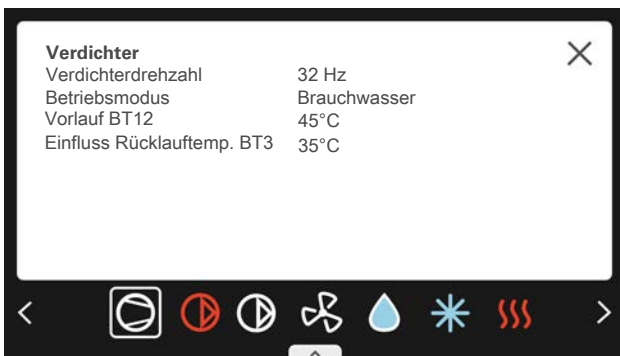 Verdichter
Verdichterdrehzahl 32 Hz
Betriebsmodus Brauchwasser
Vorlauf BT12 45°C
Einfluss Rücklauftemp. BT3 35°C